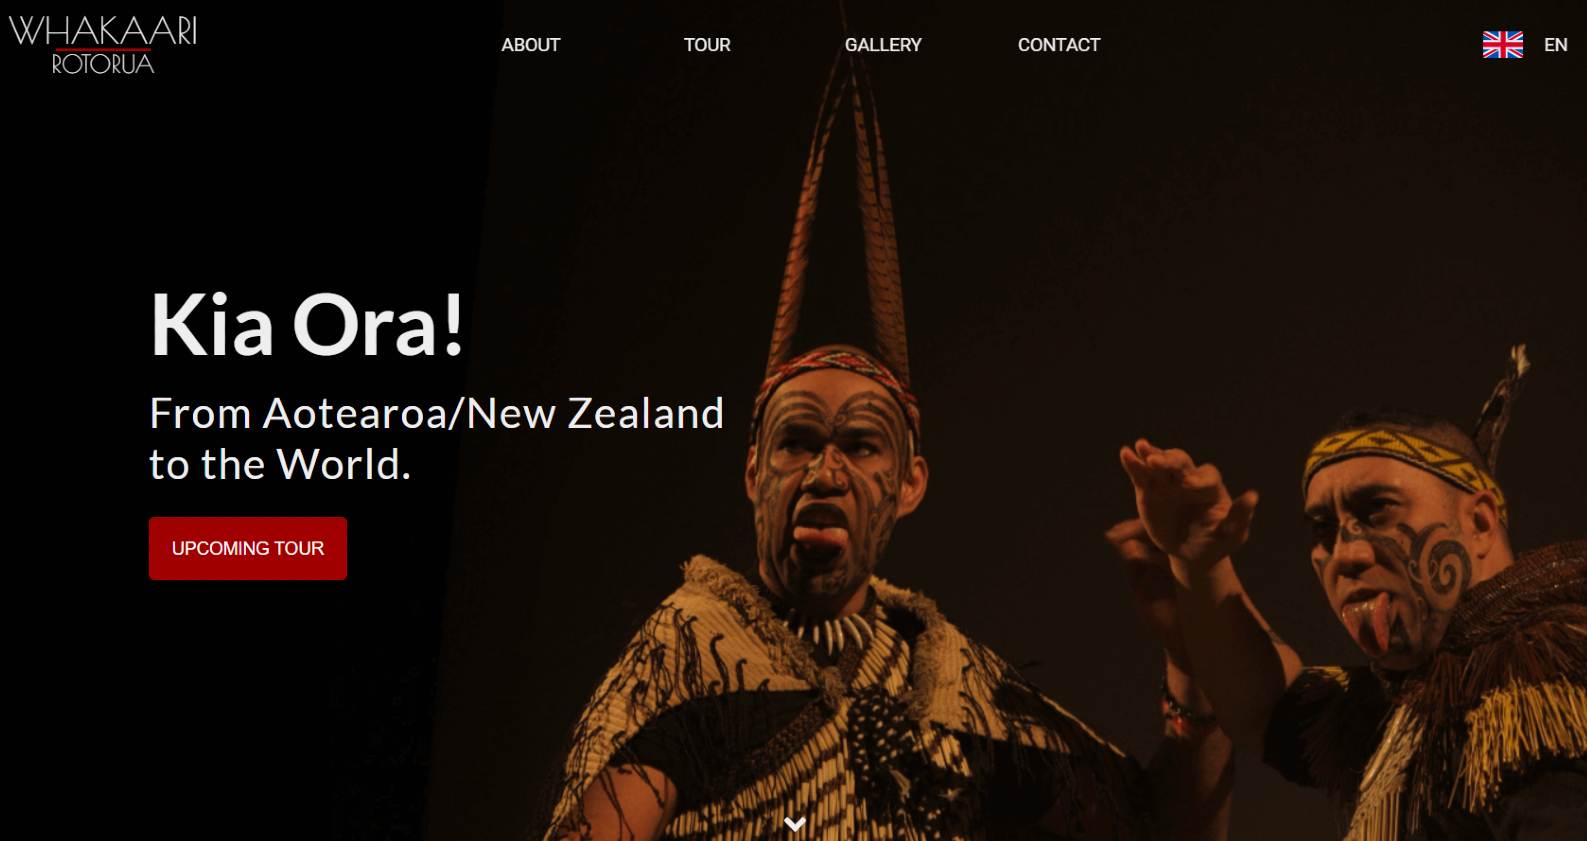 WHAKAARI
ROTORUA
ABOUT
TOUR
GALLERY
CONTACT
EN
Kia Ora!
From Aotearoa/New Zealand
to the World.
UPCOMING TOUR